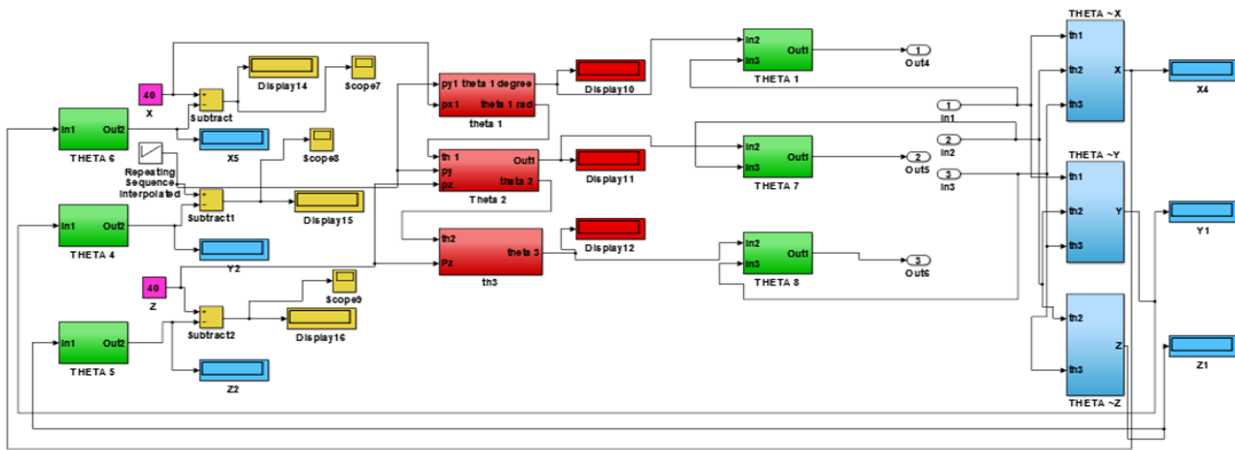 40
X
In1 Out2
THETA 6
Repeating
Sequence
Interpolated
In1 Out2
THETA 4
40
Z
In1 Out2
THETA 5
+
−
Subtract
Display14
Scope7
X5
Scope8
+
−
Subtract1
Display15
Y2
Scope9
+
−
Subtract2
Display16
Z2
py1 theta 1 degree
px1 theta 1 rad
theta 1
th 1 Out1
py
pz theta 2
Theta 2
th2 theta 3
Pz
th3
Display10
Display11
Display12
In2 Out1
In3
THETA 1
In2 Out1
In3
THETA 7
In2 Out1
In3
THETA 8
1
Out4
1
In1
2
Out5
2
In2
3
In3
3
Out6
THETA ~X
th1
th2 X
th3
THETA ~Y
th1
th2 Y
th3
th2
Z
th3
THETA ~Z
X4
Y1
Z1